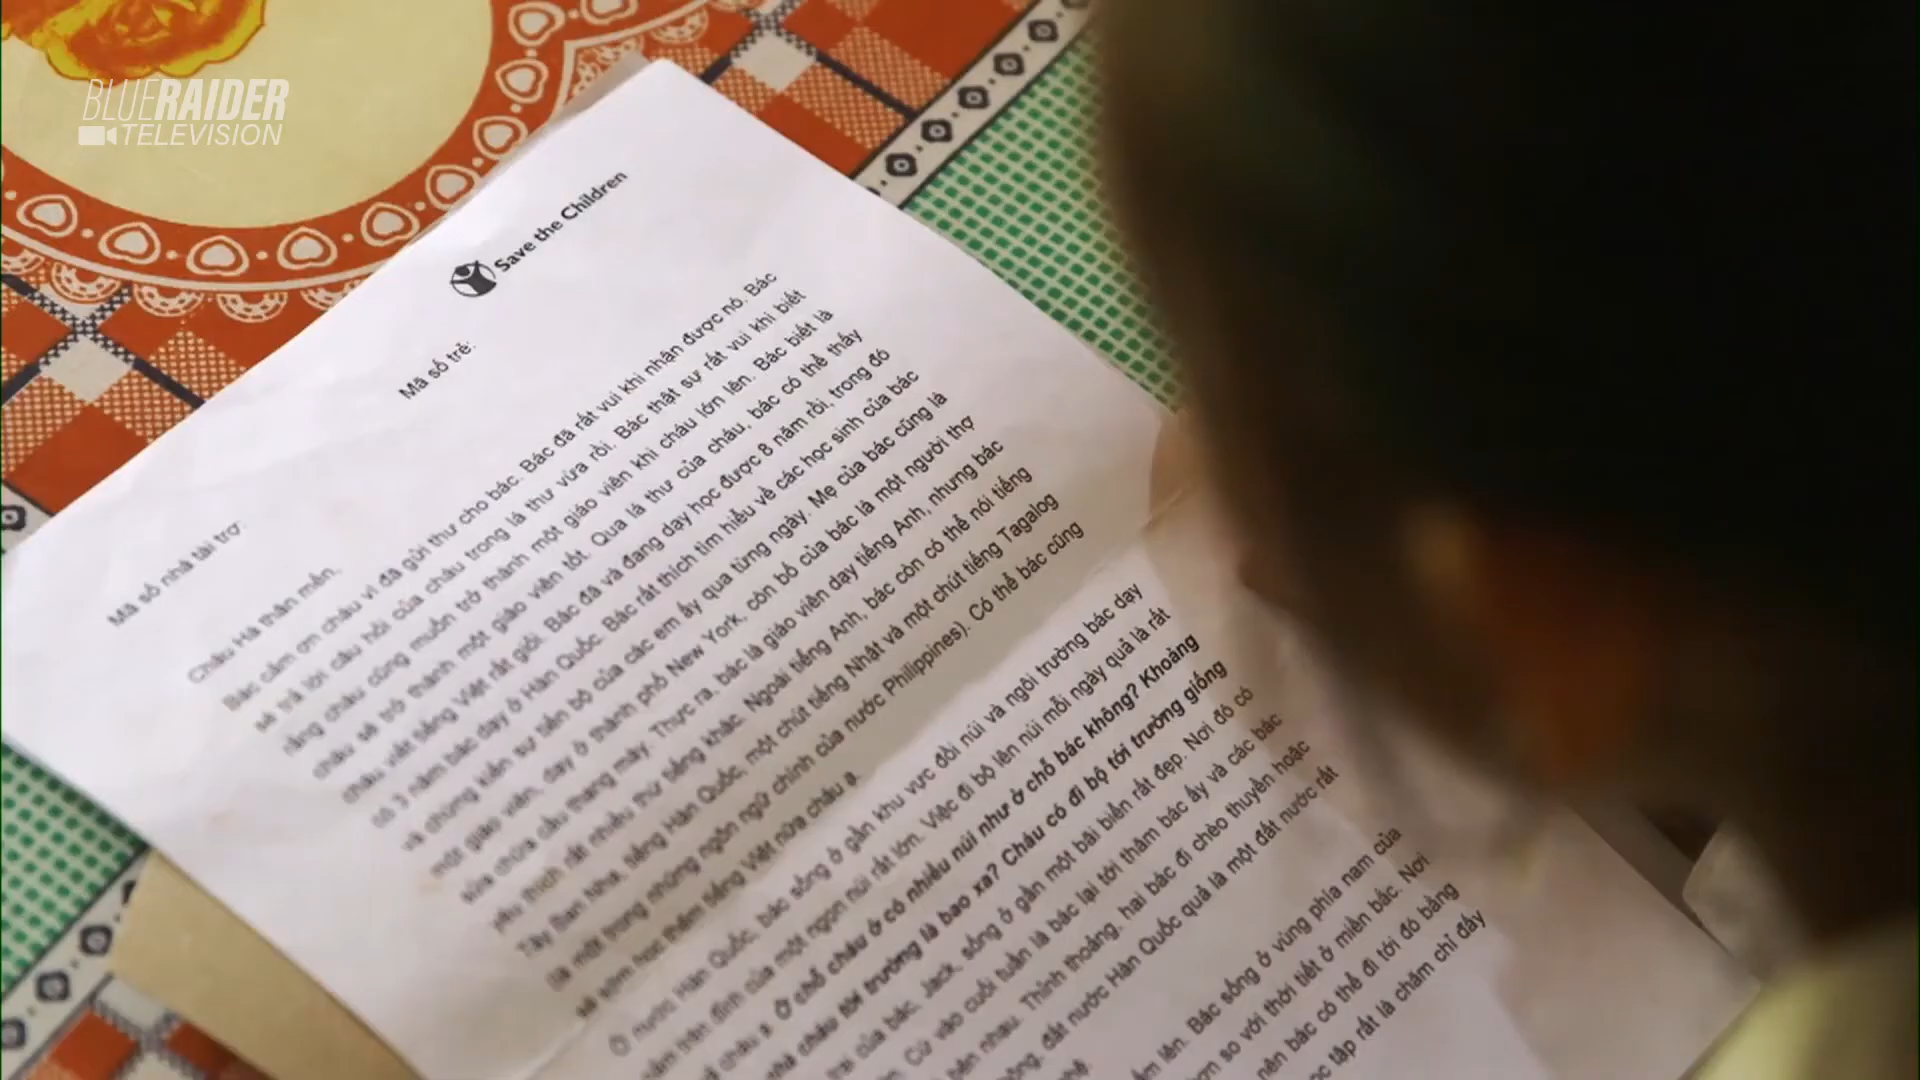 BLUERAIDER
TELEVISION
Save the Children
Mã số trẻ:
Mã số nhà tài trợ:
Cháu Hà thân mến,
Bác cảm ơn cháu vì đã gửi thư cho bác. Bác đã rất vui khi nhận được nó. Bác
sẽ trả lời câu hỏi của cháu trong lá thư vừa rồi. Bác thật sự rất vui khi biết
rằng cháu cũng muốn trở thành một giáo viên khi cháu lớn lên. Bác biết là
cháu sẽ trở thành một giáo viên tốt. Qua lá thư của cháu, bác có thể thấy
cháu viết tiếng Việt rất giỏi. Bác đã và đang dạy học được 8 năm rồi, trong đó
có 3 năm bác dạy ở Hàn Quốc. Bác rất thích tìm hiểu về các học sinh của bác
và chứng kiến sự tiến bộ của các em ấy qua từng ngày. Mẹ của bác cũng là
một giáo viên, dạy ở thành phố New York, còn bố của bác là một người thợ
sửa chữa cầu thang máy. Thực ra, bác là giáo viên dạy tiếng Anh, nhưng bác
yêu thích rất nhiều thứ tiếng khác. Ngoài tiếng Anh, bác còn có thể nói tiếng
Tây Ban Nha, tiếng Hàn Quốc, một chút tiếng Nhật và một chút tiếng Tagalog
(là một trong những ngôn ngữ chính của nước Philippines). Có thể bác cũng
sẽ sớm học thêm tiếng Việt nữa cháu ạ.
Ở nước Hàn Quốc, bác sống ở gần khu vực đồi núi và ngôi trường bác dạy
nằm trên đỉnh của một ngọn núi rất lớn. Việc đi bộ lên núi mỗi ngày quả là rất
cháu ạ. Ở chỗ cháu ở có nhiều núi như ở chỗ bác không? Khoảng
nhà cháu tới trường là bao xa? Cháu có đi bộ tới trường giống
trai của bác, Jack, sống ở gần một bãi biển rất đẹp. Nơi đó có
Cứ vào cuối tuần là bác lại tới thăm bác ấy và các bác
bên nhau. Thỉnh thoảng, hai bác đi chèo thuyền hoặc
đất nước Hàn Quốc quả là một đất nước rất
lên. Bác sống ở vùng phía nam của
so với thời tiết ở miền bắc. Nơi
nên bác có thể đi tới đó bằng
tập rất là chăm chỉ đấy